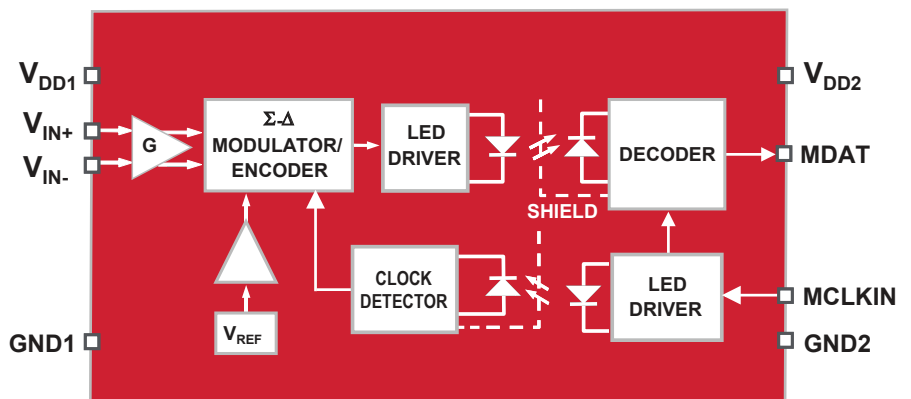 VDD1
VDD2
VIN+
VIN-
G
Σ-Δ
MODULATOR/
ENCODER
LED
DRIVER
DECODER
MDAT
SHIELD
CLOCK
DETECTOR
LED
DRIVER
MCLKIN
VREF
GND1
GND2